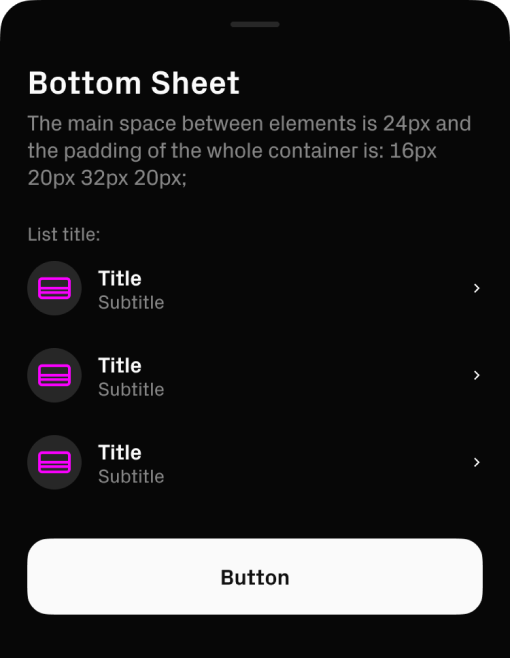 Bottom Sheet
The main space between elements is 24px and
the padding of the whole container is: 16px
20px 32px 20px;
List title:
Title
Subtitle
Title
Subtitle
Title
Subtitle
Button